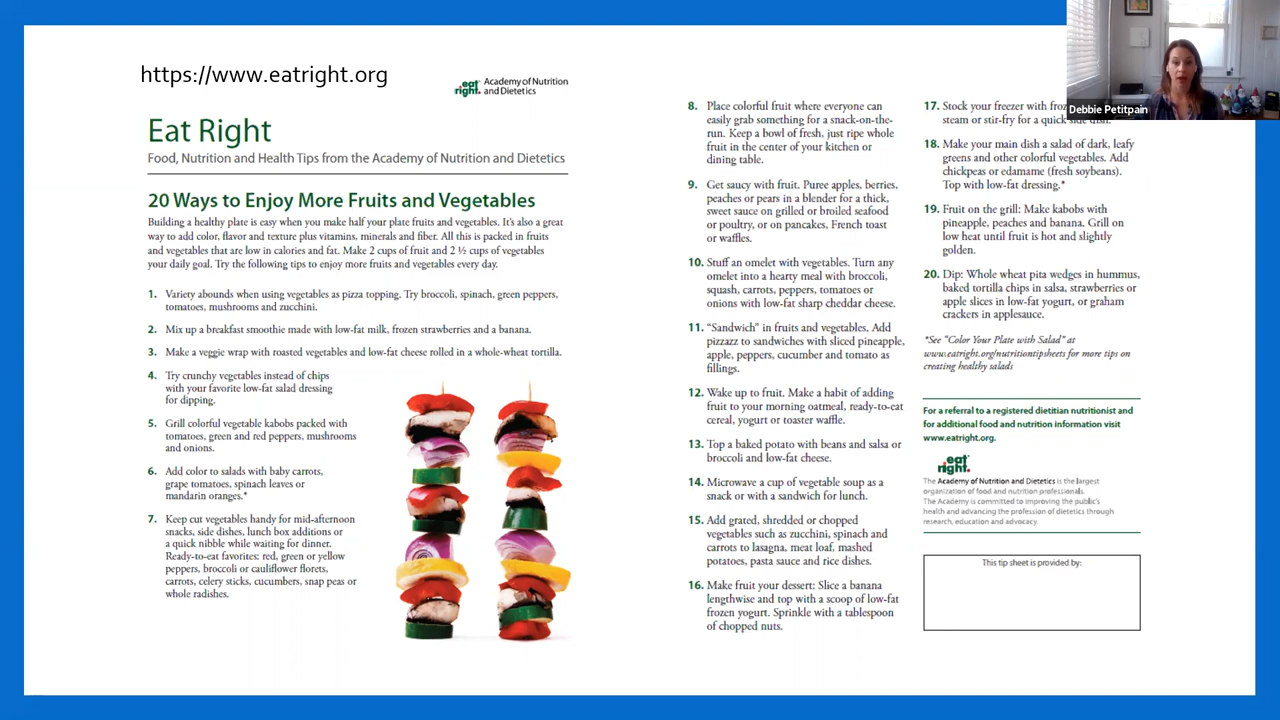 https://www.eatright.org
eat right.
Academy of Nutrition
and Dietetics
Eat Right
Food, Nutrition and Health Tips from the Academy of Nutrition and Dietetics
20 Ways to Enjoy More Fruits and Vegetables
Building a healthy plate is easy when you make half your plate fruits and vegetables. It's also a great
way to add color, flavor and texture plus vitamins, minerals and fiber. All this is packed in fruits
and vegetables that are low in calories and fat. Make 2 cups of fruit and 2 ½ cups of vegetables
your daily goal. Try the following tips to enjoy more fruits and vegetables every day.
1. Variety abounds when using vegetables as pizza topping. Try broccoli, spinach, green peppers,
tomatoes, mushrooms and zucchini.
2. Mix up a breakfast smoothie made with low-fat milk, frozen strawberries and a banana.
3. Make a veggie wrap with roasted vegetables and low-fat cheese rolled in a whole-wheat tortilla.
4. Try crunchy vegetables instead of chips
with your favorite low-fat salad dressing
for dipping.
5. Grill colorful vegetable kabobs packed with
tomatoes, green and red peppers, mushrooms
and onions.
6. Add color to salads with baby carrots,
grape tomatoes, spinach leaves or
mandarin oranges.*
7. Keep cut vegetables handy for mid-afternoon
snacks, side dishes, lunch box additions or
a quick nibble while waiting for dinner.
Ready-to-eat favorites: red, green or yellow
peppers, broccoli or cauliflower florets,
carrots, celery sticks, cucumbers, snap peas or
whole radishes.
8. Place colorful fruit where everyone can
easily grab something for a snack-on-the-
run. Keep a bowl of fresh, just ripe whole
fruit in the center of your kitchen or
dining table.
9. Get saucy with fruit. Puree apples, berries,
peaches or pears in a blender for a thick,
sweet sauce on grilled or broiled seafood
or poultry, or on pancakes, French toast
or waffles.
10. Stuff an omelet with vegetables. Turn any
omelet into a hearty meal with broccoli,
squash, carrots, peppers, tomatoes or
onions with low-fat sharp cheddar cheese.
11. "Sandwich" in fruits and vegetables. Add
pizzazz to sandwiches with sliced pineapple,
apple, peppers, cucumber and tomato as
fillings.
12. Wake up to fruit. Make a habit of adding
fruit to your morning oatmeal, ready-to-eat
cereal, yogurt or toaster waffle.
13. Top a baked potato with beans and salsa or
broccoli and low-fat cheese.
14. Microwave a cup of vegetable soup as a
snack or with a sandwich for lunch.
15. Add grated, shredded or chopped
vegetables such as zucchini, spinach and
carrots to lasagna, meat loaf, mashed
potatoes, pasta sauce and rice dishes.
16. Make fruit your dessert: Slice a banana
lengthwise and top with a scoop of low-fat
frozen yogurt. Sprinkle with a tablespoon
of chopped nuts.
17. Stock your freezer with
steam or stir-fry for a quick side dish.
18. Make your main dish a salad of dark, leafy
greens and other colorful vegetables. Add
chickpeas or edamame (fresh soybeans).
Top with low-fat dressing.*
19. Fruit on the grill: Make kabobs with
pineapple, peaches and banana. Grill on
low heat until fruit is hot and slightly
golden.
20. Dip: Whole wheat pita wedges in hummus,
baked tortilla chips in salsa, strawberries or
apple slices in low-fat yogurt, or graham
crackers in applesauce.
*See "Color Your Plate with Salad" at
www.eatright.org/nutritiontipsheets for more tips on
creating healthy salads
For a referral to a registered dietitian nutritionist and
for additional food and nutrition information visit
www.eatright.org.
eat right.
The Academy of Nutrition and Dietetics is the largest
organization of food and nutrition professionals.
The Academy is committed to improving the public's
health and advancing the profession of dietetics through
research, education and advocacy.
This tip sheet is provided by:
Debbie Petitpain